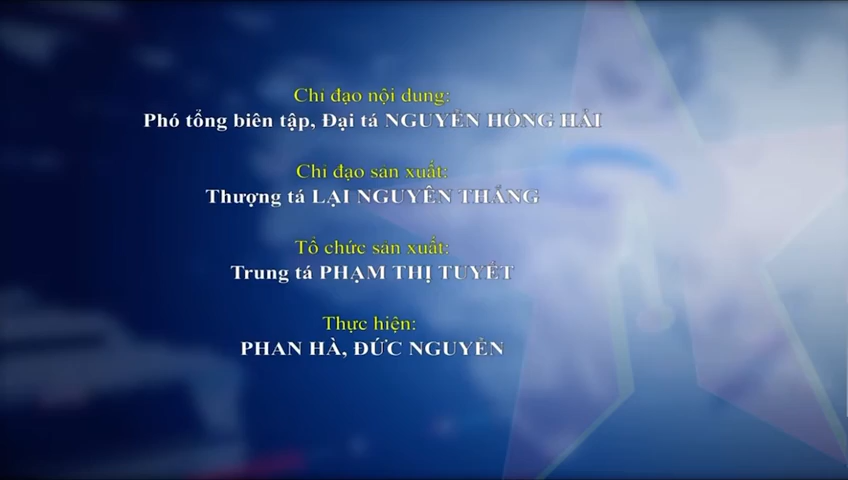 Chỉ đạo nội dung:
Phó tổng biên tập, Đại tá NGUYỄN HỒNG HẢI
Chỉ đạo sản xuất:
Thượng tá LẠI NGUYÊN THẮNG
Tổ chức sản xuất:
Trung tá PHẠM THỊ TUYẾT
Thực hiện:
PHAN HÀ, ĐỨC NGUYÊN